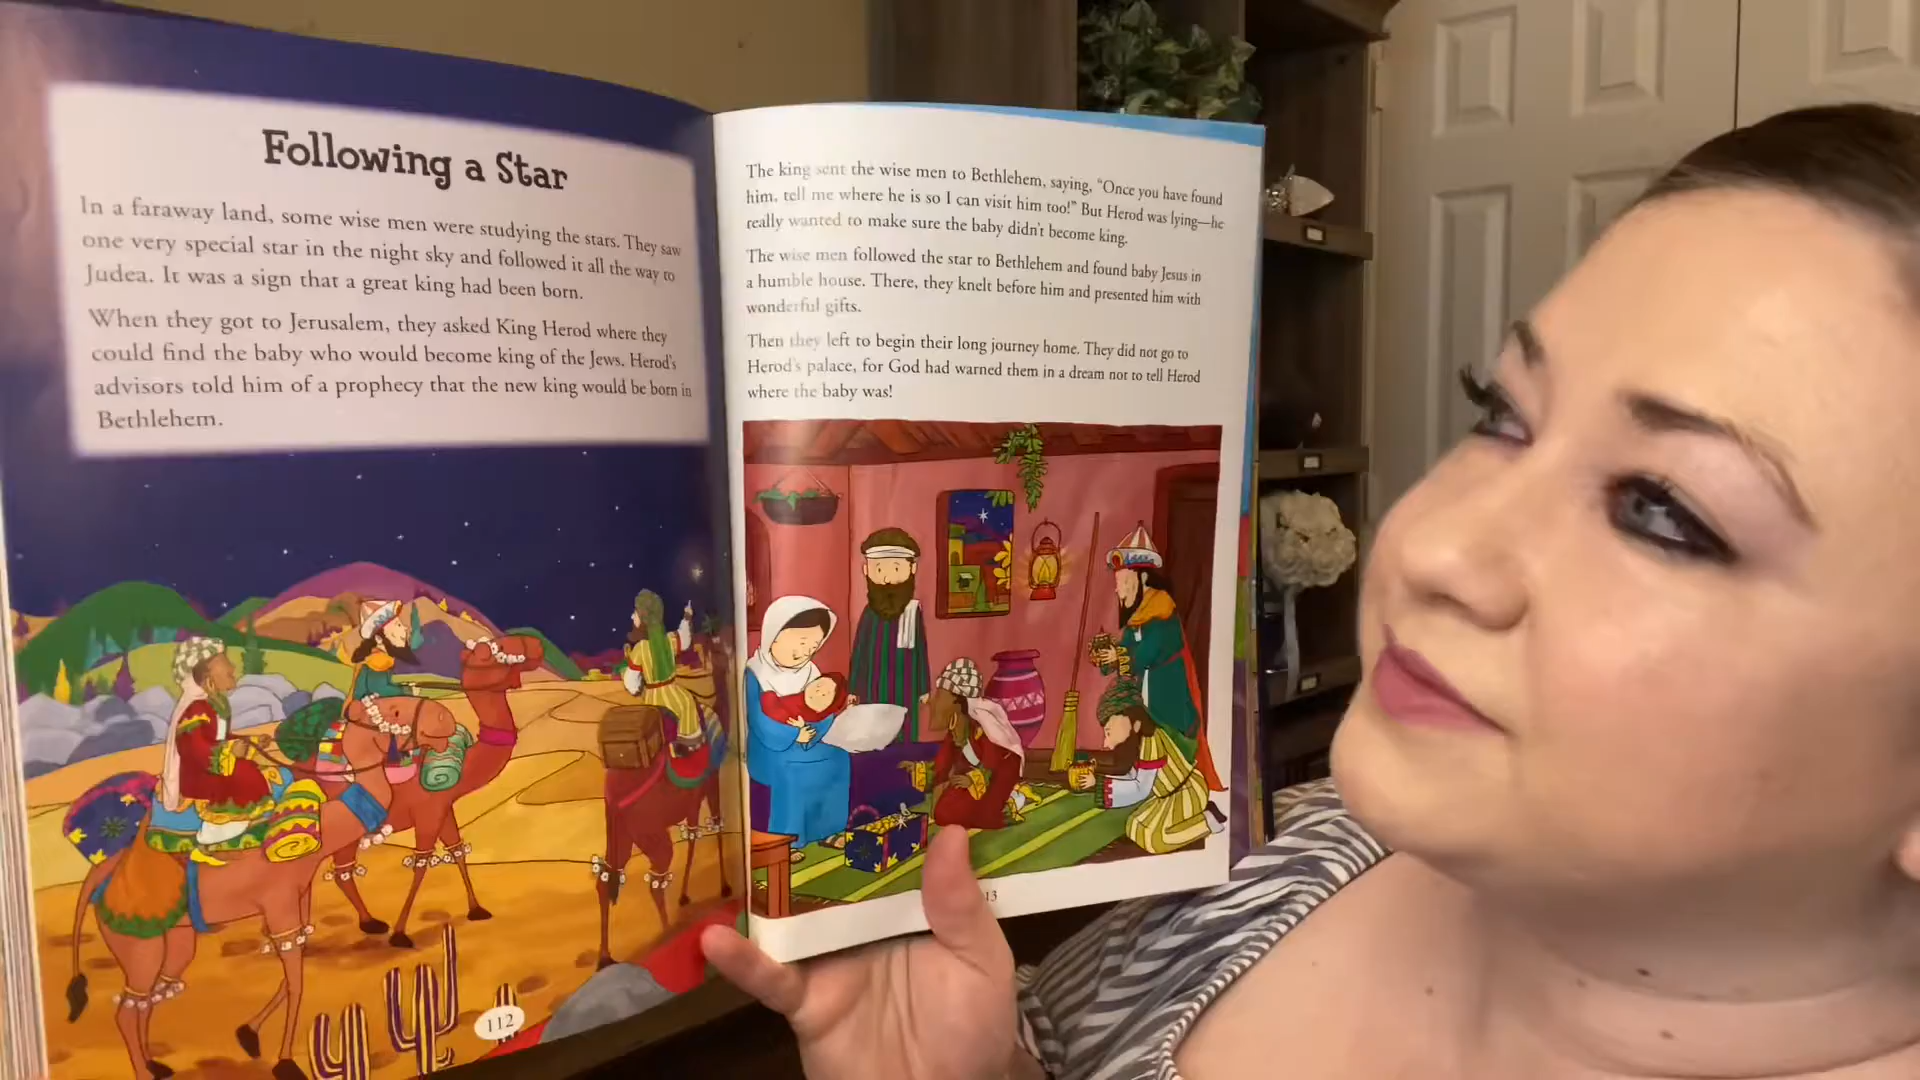 Following a Star
In a faraway land, some wise men were studying the stars. They saw
one very special star in the night sky and followed it all the way to
Judea. It was a sign that a great king had been born.
When they got to Jerusalem, they asked King Herod where they
could find the baby who would become king of the Jews. Herod's
advisors told him of a prophecy that the new king would be born in
Bethlehem.
112
The king sent the wise men to Bethlehem, saying, “Once you have found
him, tell me where he is so I can visit him too!” But Herod was lying—he
really wanted to make sure the baby didn't become king.
The wise men followed the star to Bethlehem and found baby Jesus in
a humble house. There, they knelt before him and presented him with
wonderful gifts.
Then they left to begin their long journey home. They did not go to
Herod's palace, for God had warned them in a dream not to tell Herod
where the baby was!
13